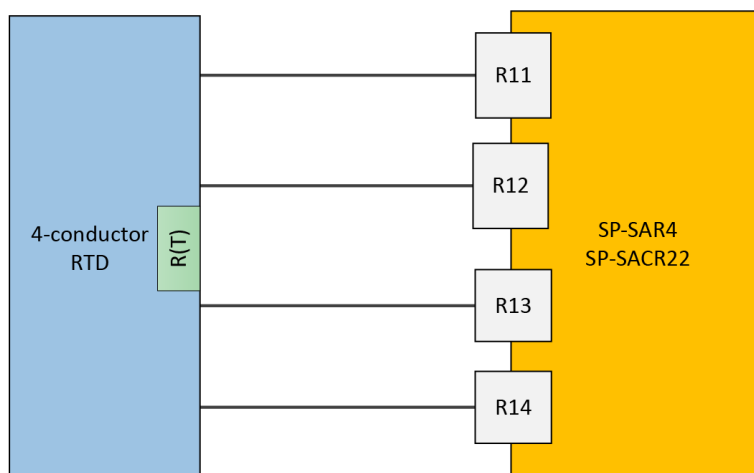 4-conductor
RTD
R(T)
R11
R12
R13
R14
SP-SAR4
SP-SACR22